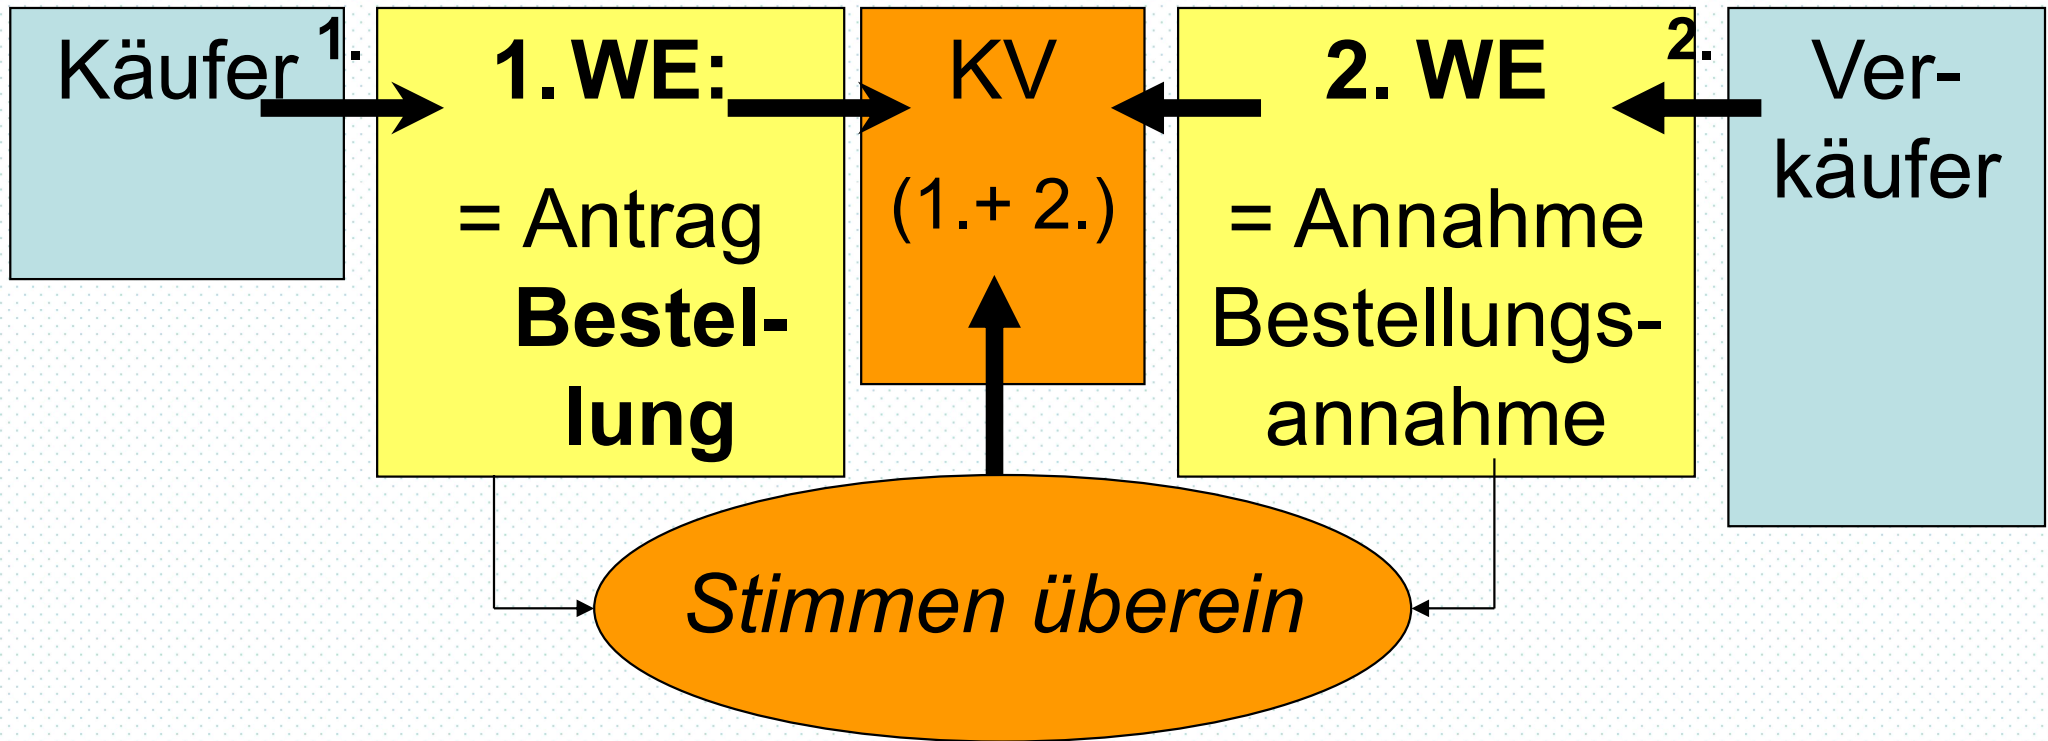 Käufer
1.
1. WE:
= Antrag
Bestel-
lung
KV
(1.+ 2.)
2. WE
= Annahme
Bestellungs-
annahme
2.
Ver-
käufer
Stimmen überein